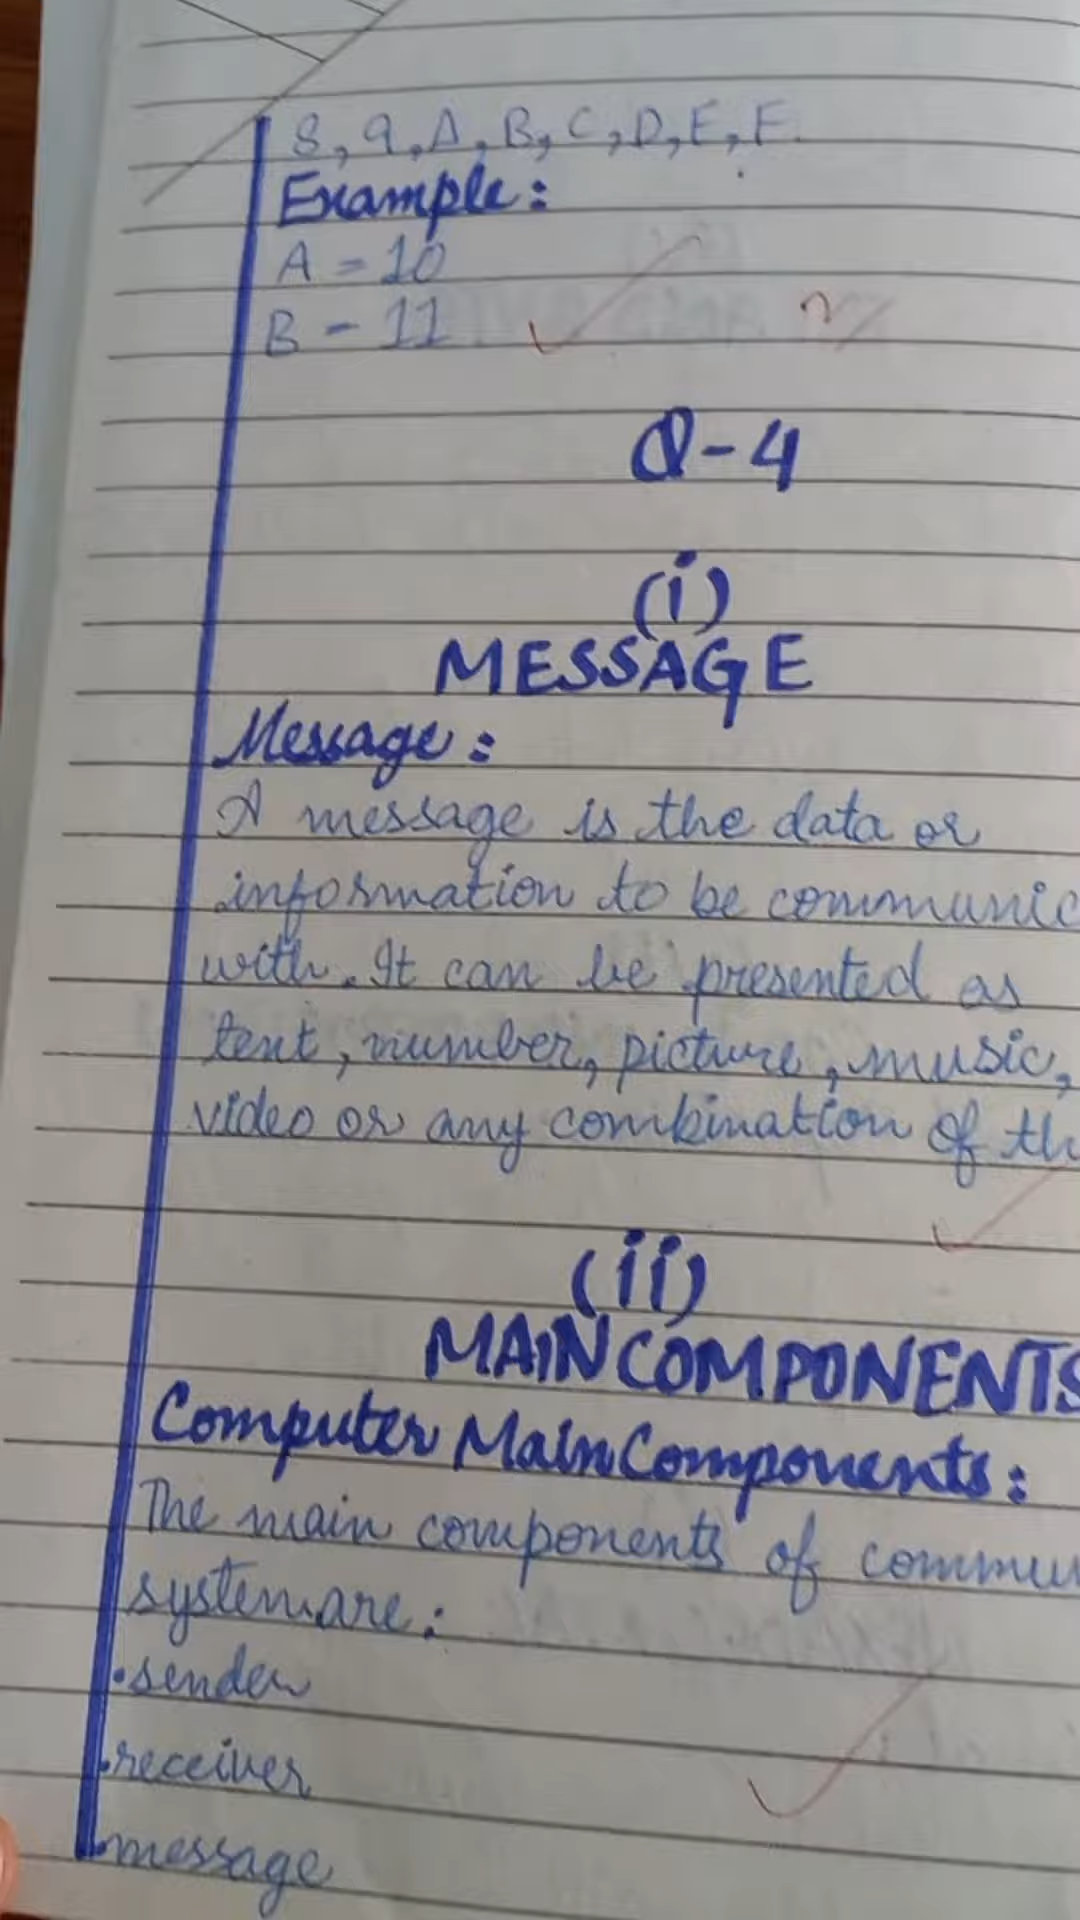 8, 9, A, B, C, D, E, F.
Example:
A = 10
B - 11
Q-4
(i)
MESSAGE
Message:
A message is the data or
information to be communic
with. It can be presented as
text, number, picture, music,
video or any combination of th
(ii)
MAIN COMPONENTS
Computer Main Components:
The main components of commu
system are:
• sender
• receiver
• message